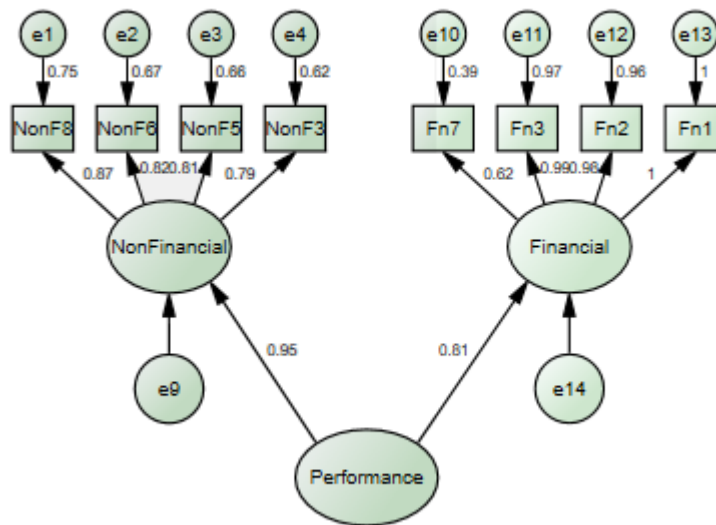 e1 e2 e3 e4 e10 e11 e12 e13
0.75 0.67 0.66 0.62 0.39 0.97 0.96 1
NonF8 NonF6 NonF5 NonF3 Fn7 Fn3 Fn2 Fn1
0.87 0.82 0.81 0.79 0.62 0.99 0.98 1
NonFinancial Financial
0.95 0.81
e9 e14
Performance